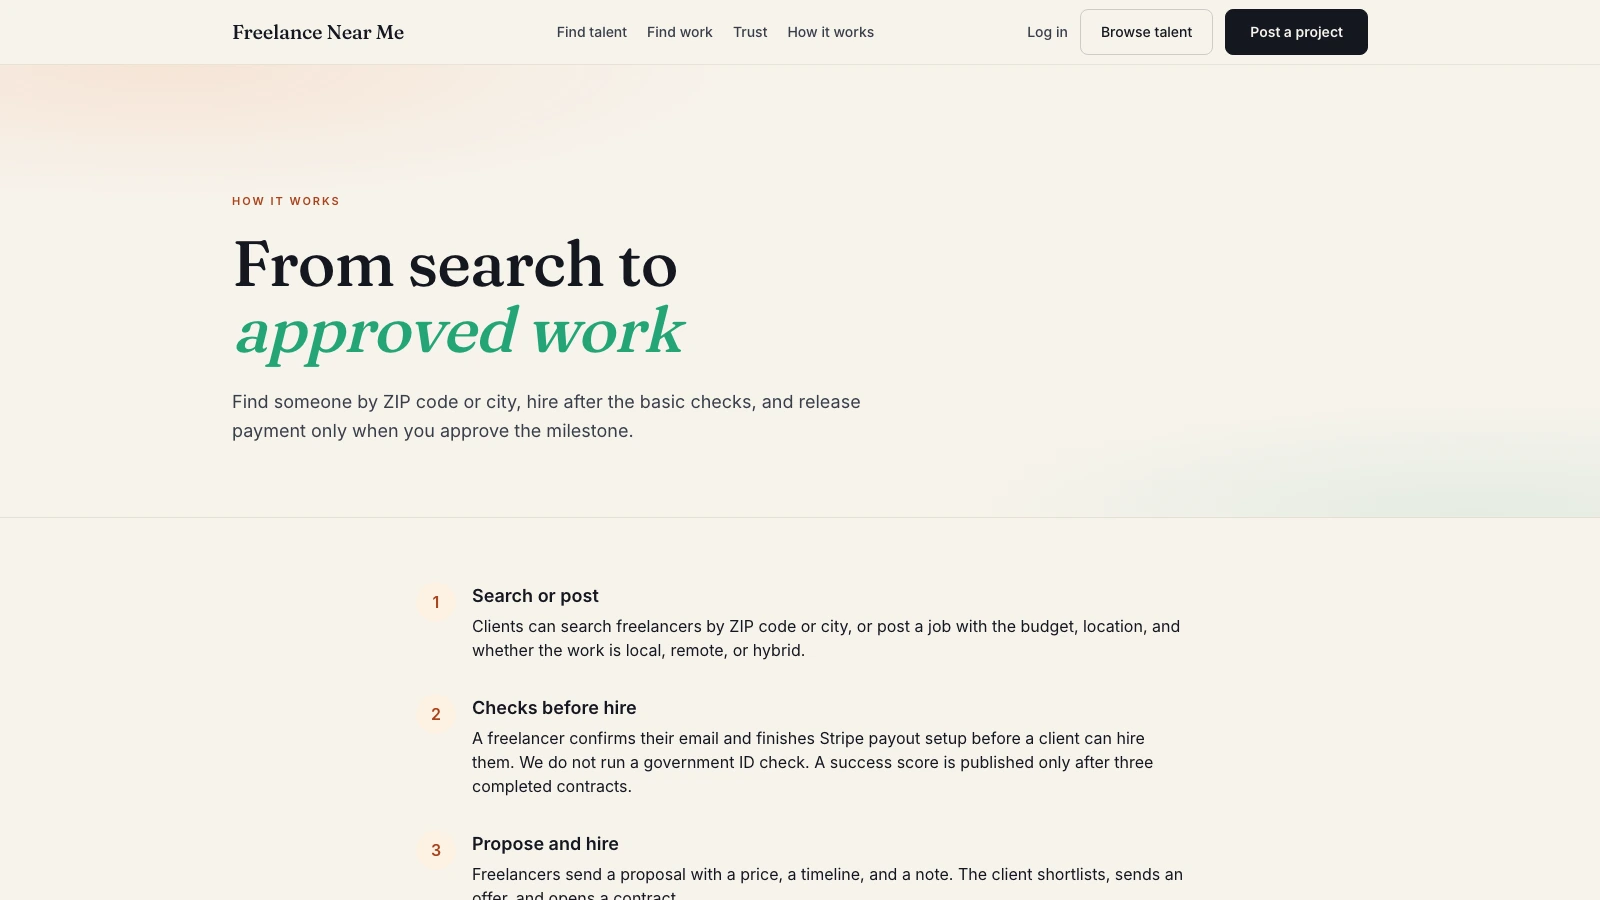 Freelance Near Me
Find talent
Find work
Trust
How it works
Log in
Browse talent
Post a project
HOW IT WORKS
From search to
approved work
Find someone by ZIP code or city, hire after the basic checks, and release
payment only when you approve the milestone.
1
Search or post
Clients can search freelancers by ZIP code or city, or post a job with the budget, location, and
whether the work is local, remote, or hybrid.
2
Checks before hire
A freelancer confirms their email and finishes Stripe payout setup before a client can hire
them. We do not run a government ID check. A success score is published only after three
completed contracts.
3
Propose and hire
Freelancers send a proposal with a price, a timeline, and a note. The client shortlists, sends an
offer, and opens a contract.